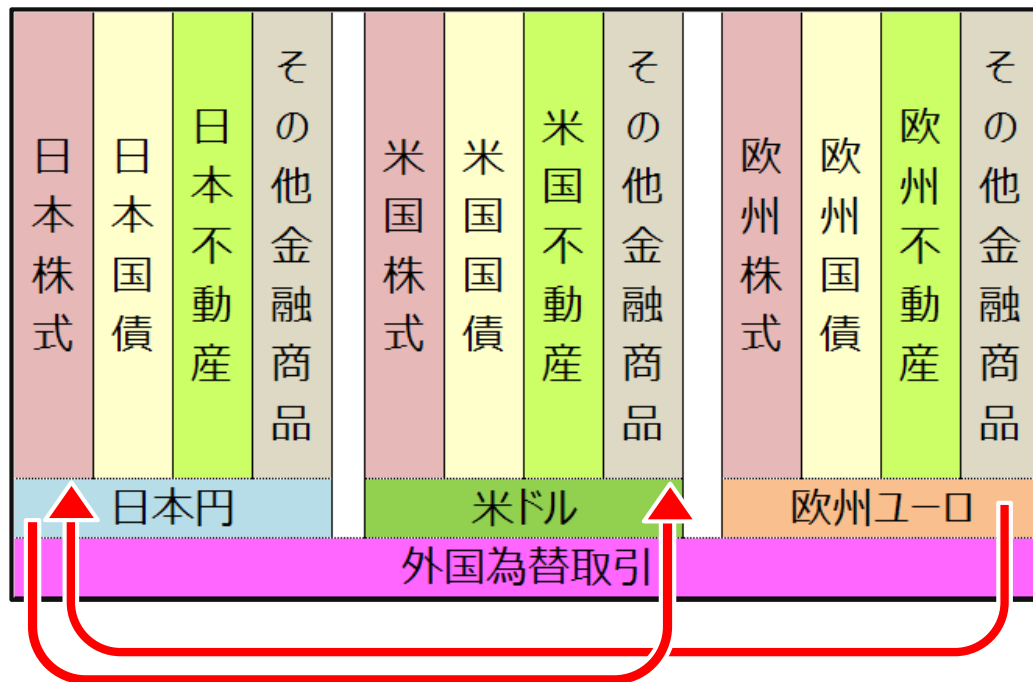 日本株式
日本国債
日本不動産
その他金融商品
日本円
米国株式
米国国債
米国不動産
その他金融商品
米ドル
欧州株式
欧州国債
欧州不動産
その他金融商品
欧州ユーロ
外国為替取引